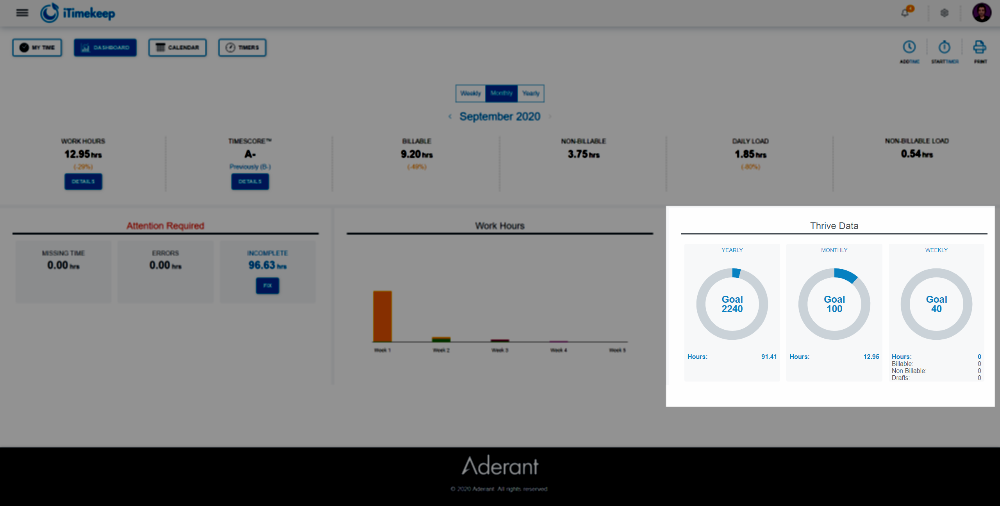 iTimekeep
4
MY TIME
DASHBOARD
CALENDAR
TIMERS
ADDTIME
STARTTIMER
PRINT
Weekly
Monthly
Yearly
‹ September 2020 ›
WORK HOURS
12.95 hrs
(-29%)
DETAILS
TIMESCORE™
A-
Previously (B-)
DETAILS
BILLABLE
9.20 hrs
(-49%)
NON-BILLABLE
3.75 hrs
DAILY LOAD
1.85 hrs
(-80%)
NON-BILLABLE LOAD
0.54 hrs
Attention Required
MISSING TIME
0.00 hrs
ERRORS
0.00 hrs
INCOMPLETE
96.63 hrs
FIX
Work Hours
Week 1
Week 2
Week 3
Week 4
Week 5
Thrive Data
YEARLY
Goal
2240
Hours: 91.41
MONTHLY
Goal
100
Hours: 12.95
WEEKLY
Goal
40
Hours: 0
Billable: 0
Non Billable: 0
Drafts: 0
Aderant
© 2020 Aderant. All rights reserved